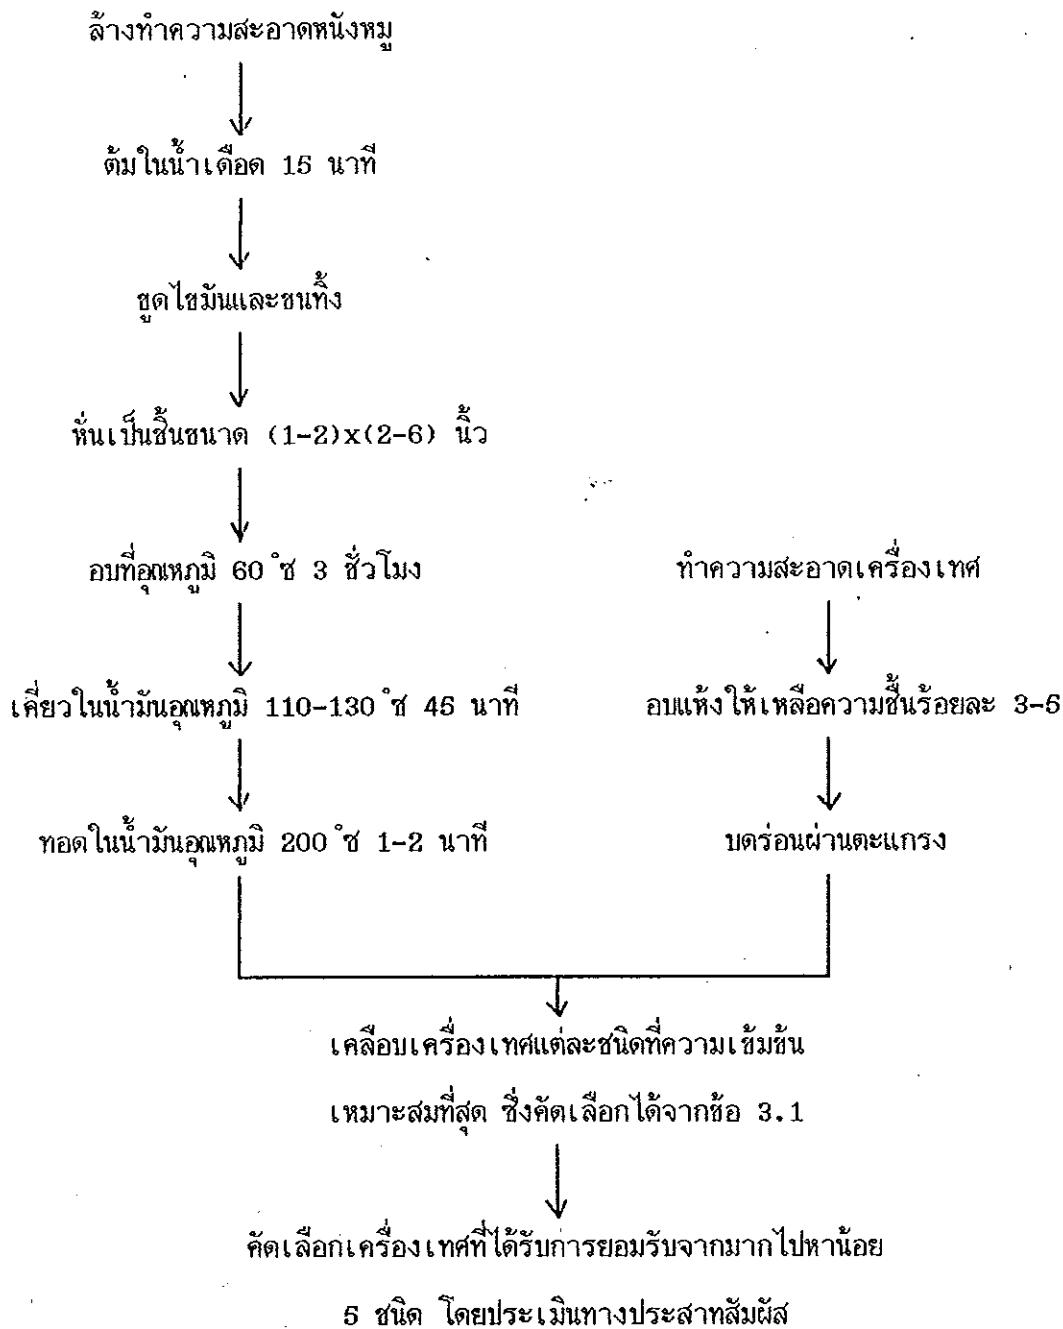 ล้างทำความสะอาดหนังหมู
ต้มในน้ำเดือด 15 นาที
ขูดไขมันและขนทิ้ง
หั่นเป็นชิ้นขนาด (1-2)x(2-6) นิ้ว
อบที่อุณหภูมิ 60 ํซ 3 ชั่วโมง
เคี่ยวในน้ำมันอุณหภูมิ 110-130 ํซ 45 นาที
ทอดในน้ำมันอุณหภูมิ 200 ํซ 1-2 นาที
ทำความสะอาดเครื่องเทศ
อบแห้งให้เหลือความชื้นร้อยละ 3-5
บดร่อนผ่านตะแกรง
เคลือบเครื่องเทศแต่ละชนิดที่ความเข้มข้น
เหมาะสมที่สุด ซึ่งคัดเลือกได้จากข้อ 3.1
คัดเลือกเครื่องเทศที่ได้รับการยอมรับจากมากไปหาน้อย
5 ชนิด โดยประเมินทางประสาทสัมผัส